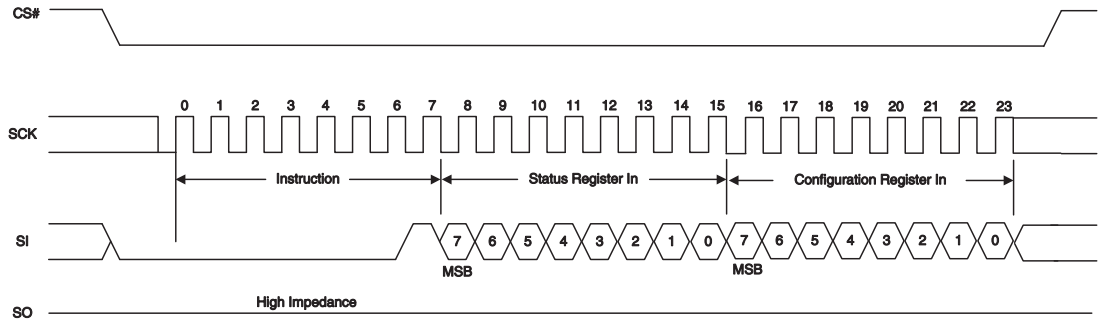 CS#
0 1 2 3 4 5 6 7 8 9 10 11 12 13 14 15 16 17 18 19 20 21 22 23
SCK
Instruction Status Register In Configuration Register In
SI 7 6 5 4 3 2 1 0 7 6 5 4 3 2 1 0
MSB MSB
High Impedance
SO